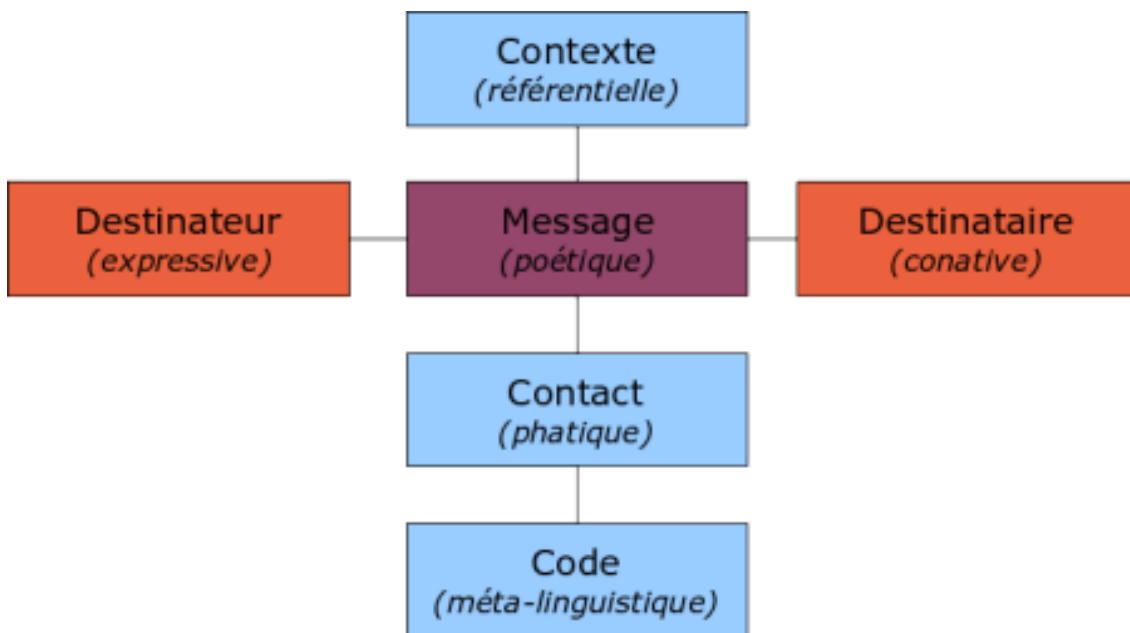 Contexte
(référentielle)
Destinateur
(expressive)
Message
(poétique)
Destinataire
(conative)
Contact
(phatique)
Code
(méta-linguistique)